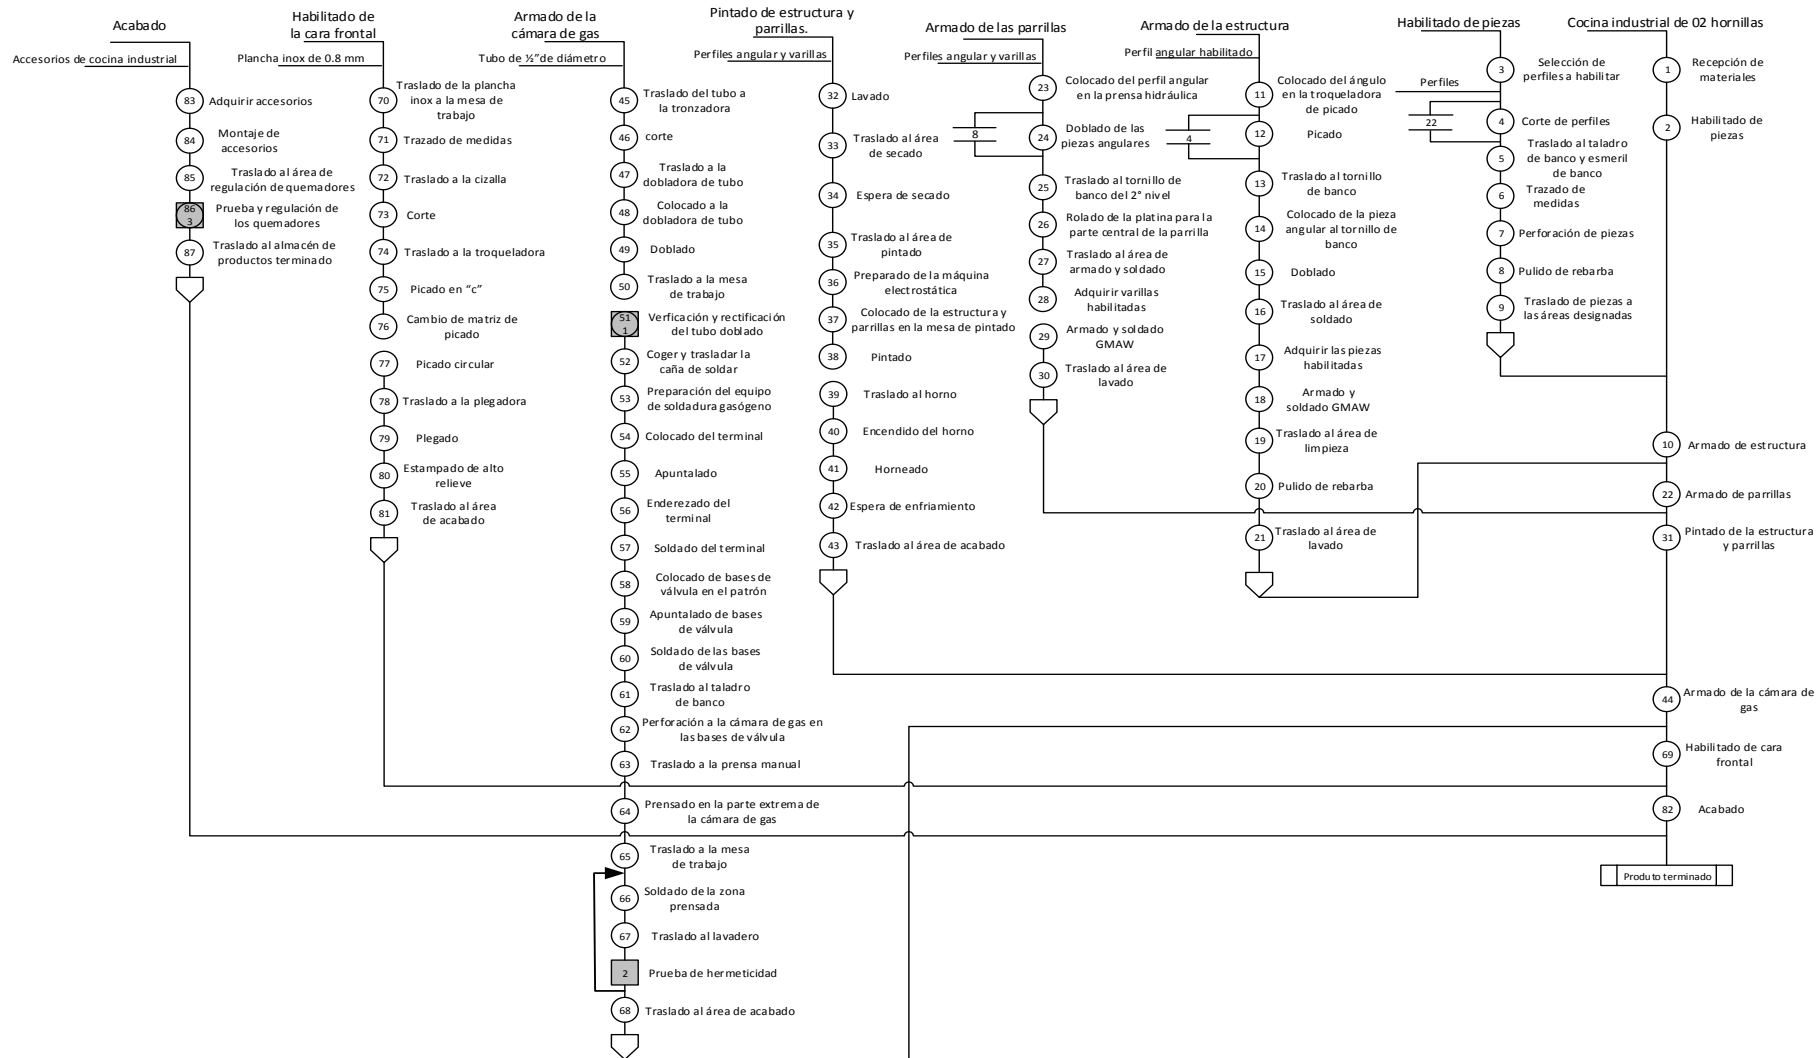 Acabado
Accesorios de cocina industrial
83 Adquirir accesorios
84 Montaje de
accesorios
85 Traslado al área de
regulación de quemadores
86
3
Prueba y regulación de
los quemadores
87 Traslado al almacén de
productos terminado
Habilitado de
la cara frontal
Plancha inox de 0.8 mm
70 Traslado de la plancha
inox a la mesa de
trabajo
71 Trazado de medidas
72 Traslado a la cizalla
73 Corte
74 Traslado a la troqueladora
75 Picado en “c”
76 Cambio de matriz de
picado
77 Picado circular
78 Traslado a la plegadora
79 Plegado
80 Estampado de alto
relieve
81 Traslado al área
de acabado
Armado de la
cámara de gas
Tubo de ½” de diámetro
45 Traslado del tubo a
la tronzadora
46 corte
47 Traslado a la
dobladora de tubo
48 Colocado a la
dobladora de tubo
49 Doblado
50 Traslado a la mesa
de trabajo
51
1
Verficación y rectificación
del tubo doblado
52 Coger y trasladar la
caña de soldar
53 Preparación del equipo
de soldadura gasógeno
54 Colocado del terminal
55 Apuntalado
56 Enderezado del
terminal
57 Soldado del terminal
58 Colocado de bases de
válvula en el patrón
59 Apuntalado de bases
de válvula
60 Soldado de las bases
de válvula
61 Traslado al taladro
de banco
62 Perforación a la cámara de gas en
las bases de válvula
63 Traslado a la prensa manual
64 Prensado en la parte extrema de
la cámara de gas
65 Traslado a la mesa
de trabajo
66 Soldado de la zona
prensada
67 Traslado al lavadero
2 Prueba de hermeticidad
68 Traslado al área de acabado
Pintado de estructura y
parrillas.
Perfiles angular y varillas
32 Lavado
33 Traslado al área
de secado
34 Espera de secado
35 Traslado al área de
pintado
36 Preparado de la máquina
electrostática
37 Colocado de la estructura y
parrillas en la mesa de pintado
38 Pintado
39 Traslado al horno
40 Encendido del horno
41 Horneado
42 Espera de enfriamiento
43 Traslado al área de acabado
Armado de las parrillas
Perfiles angular y varillas
23 Colocado del perfil angular
en la prensa hidráulica
8
24 Doblado de las
piezas angulares
25 Traslado al tornillo de
banco del 2° nivel
26 Rolado de la platina para la
parte central de la parrilla
27 Traslado al área de
armado y soldado
28 Adquirir varillas
habilitadas
29 Armado y soldado
GMAW
30 Traslado al área de
lavado
Armado de la estructura
Perfil angular habilitado
11 Colocado del ángulo
en la troqueladora
de picado
4
12 Picado
13 Traslado al tornillo de
banco
14 Colocado de la pieza
angular al tornillo de
banco
15 Doblado
16 Traslado al área de
soldado
17 Adquirir las piezas
habilitadas
18 Armado y
soldado GMAW
19 Traslado al área de
limpieza
20 Pulido de rebarba
21 Traslado al área de
lavado
Habilitado de piezas
3 Selección de
perfiles a habilitar
Perfiles
22
4 Corte de perfiles
5 Traslado al taladro
de banco y esmeril
de banco
6 Trazado de
medidas
7 Perforación de piezas
8 Pulido de rebarba
9 Traslado de piezas a
las áreas designadas
Cocina industrial de 02 hornillas
1 Recepción de
materiales
2 Habilitado de
piezas
10 Armado de estructura
22 Armado de parrillas
31 Pintado de la estructura
y parrillas
44 Armado de la cámara de
gas
69 Habilitado de cara
frontal
82 Acabado
Produto terminado